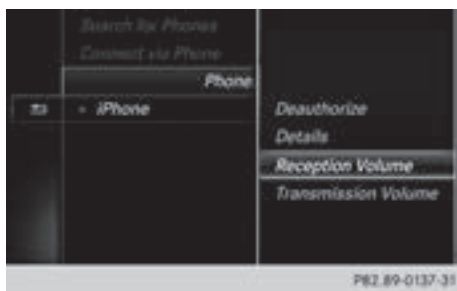 Search for Phones
Connect via Phone
Phone
iPhone
Deauthorize
Details
Reception Volume
Transmission Volume
P82.89-0137-31